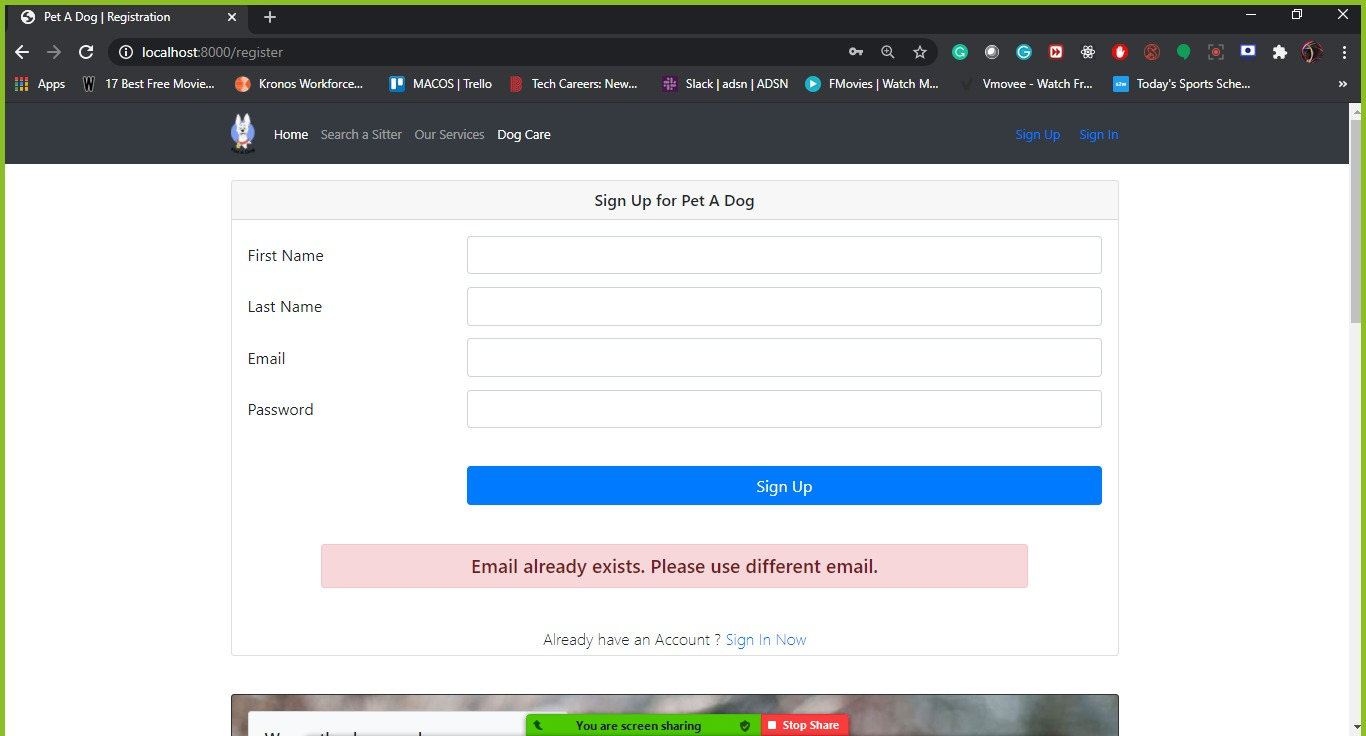 Pet A Dog | Registration
localhost:8000/register
Apps 17 Best Free Movie... Kronos Workforce... MACOS | Trello Tech Careers: New... Slack | adsn | ADSN FMovies | Watch M... Vmovee - Watch Fr... Today's Sports Sche...
Home Search a Sitter Our Services Dog Care Sign Up Sign In
Sign Up for Pet A Dog
First Name
Last Name
Email
Password
Sign Up
Email already exists. Please use different email.
Already have an Account ? Sign In Now
You are screen sharing Stop Share